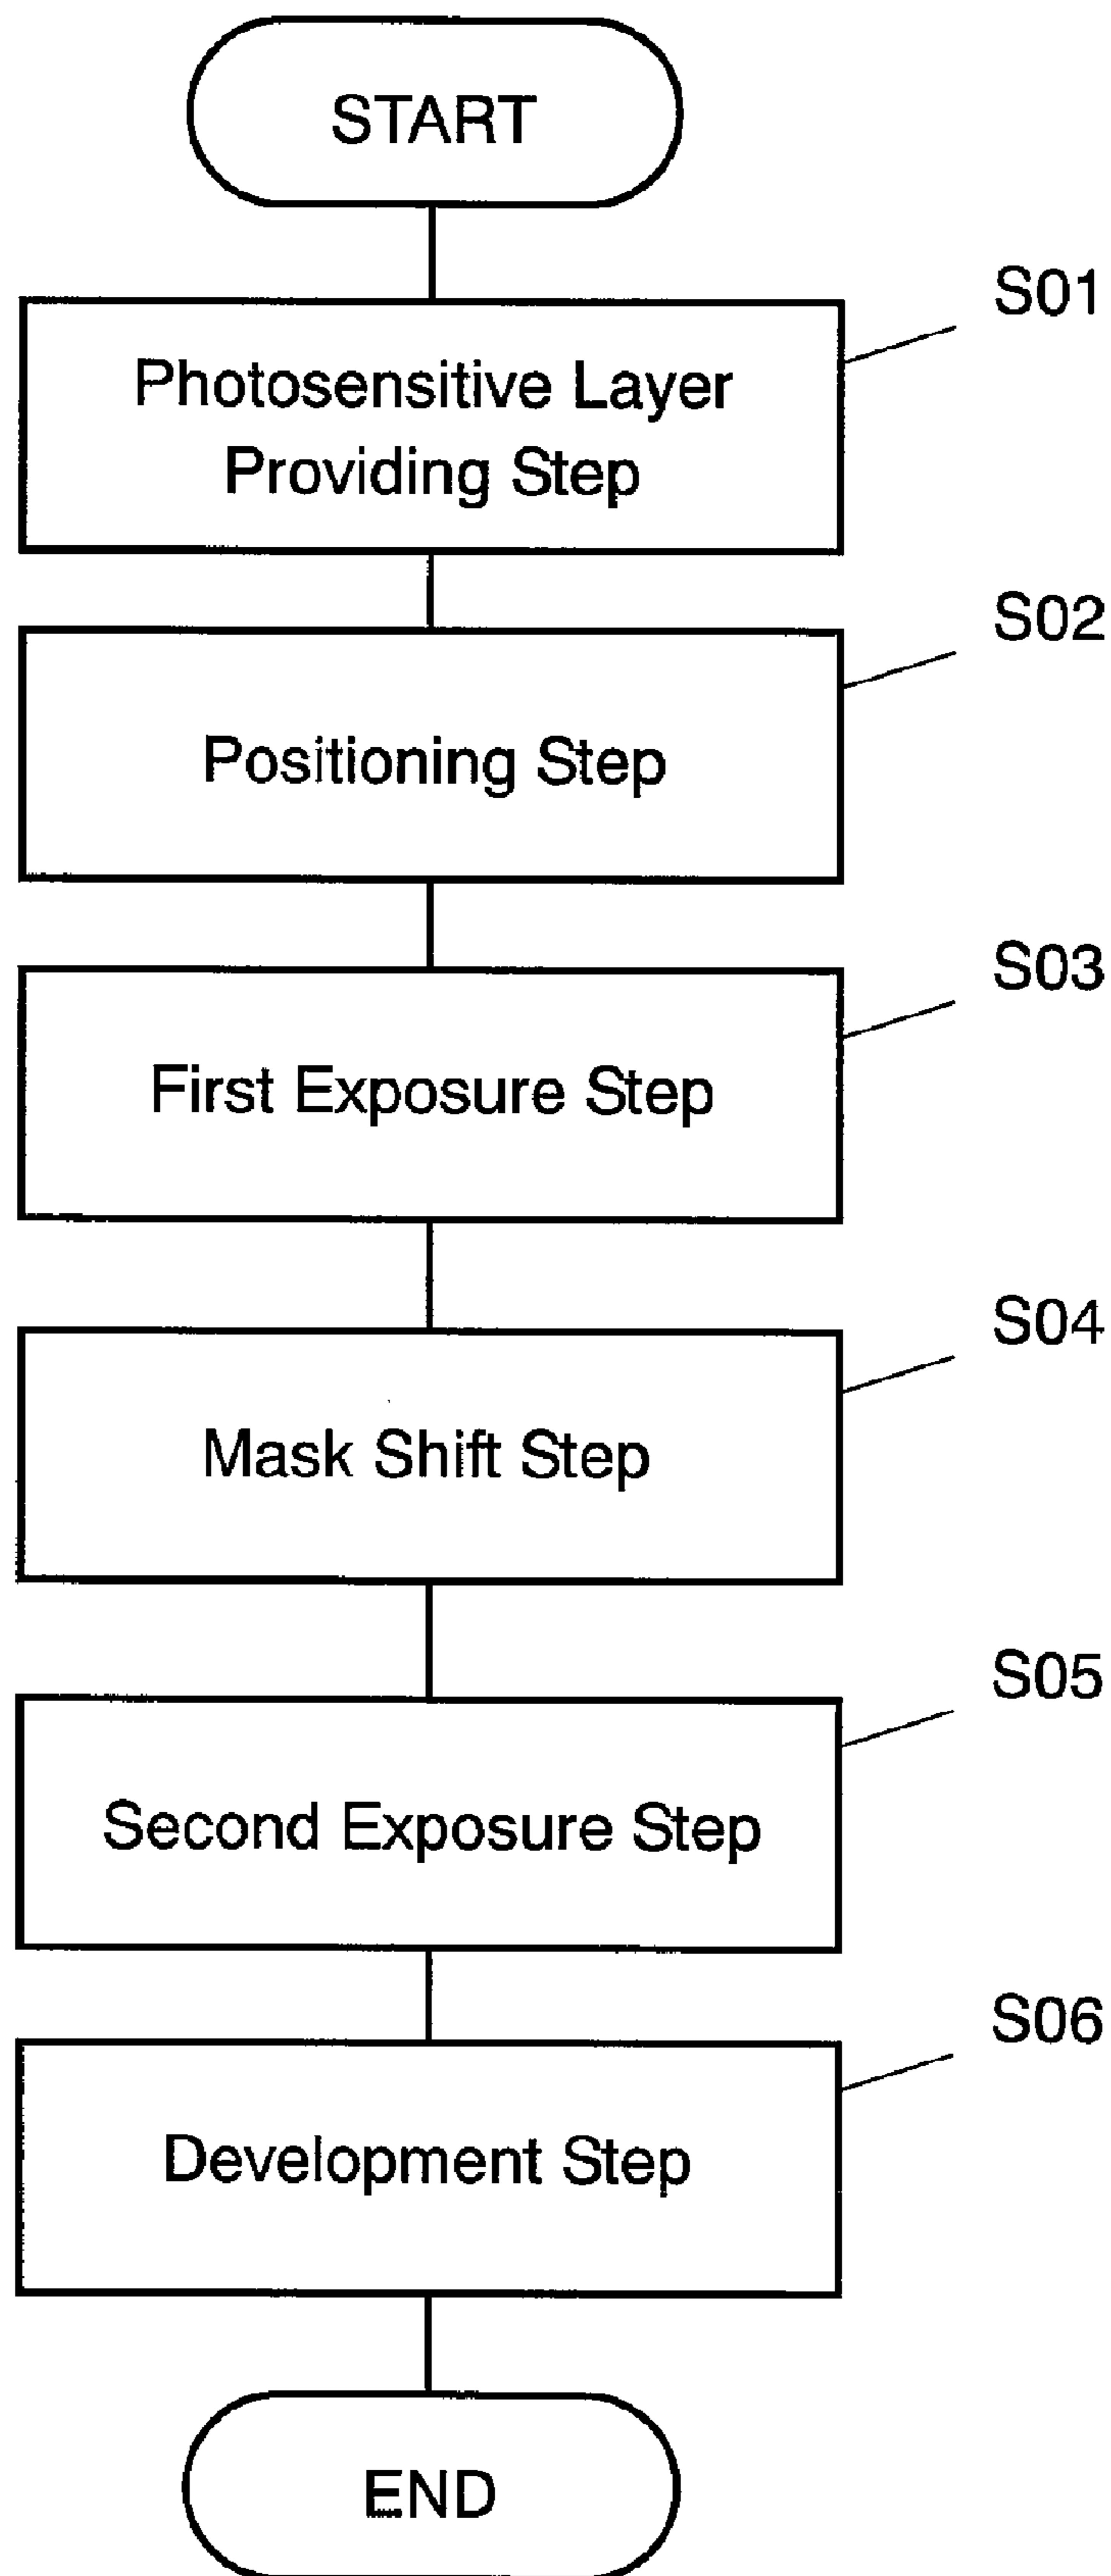 START
S01
Photosensitive Layer
Providing Step
S02
Positioning Step
S03
First Exposure Step
S04
Mask Shift Step
S05
Second Exposure Step
S06
Development Step
END